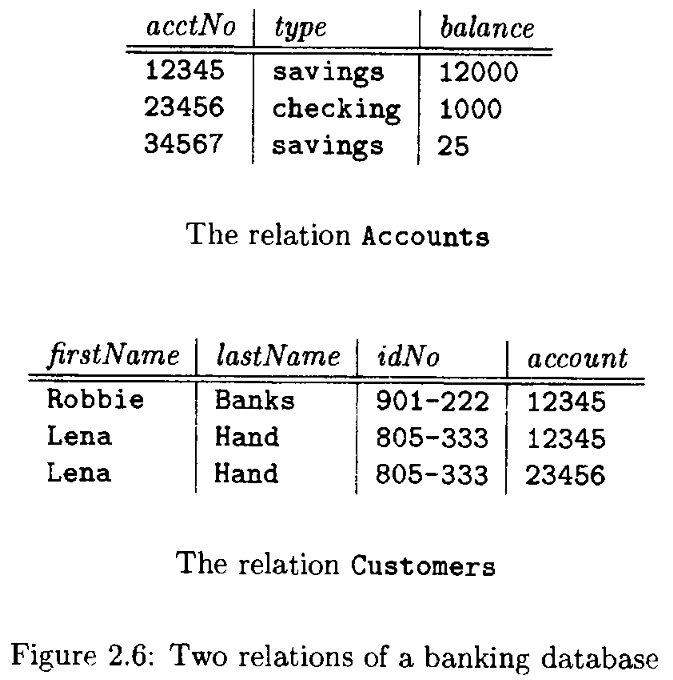 acctNo type balance
12345 savings 12000
23456 checking 1000
34567 savings 25
The relation Accounts
firstName lastName idNo account
Robbie Banks 901-222 12345
Lena Hand 805-333 12345
Lena Hand 805-333 23456
The relation Customers
Figure 2.6: Two relations of a banking database